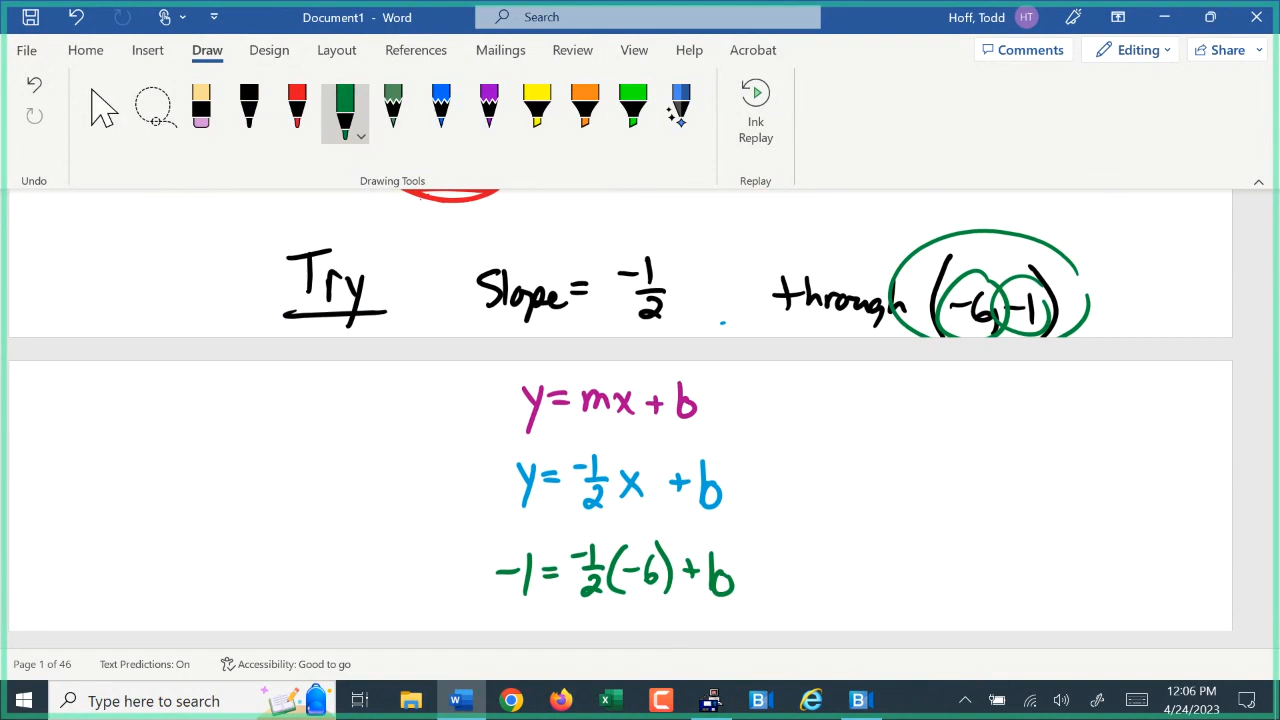 Document1 - Word
Search
Hoff, Todd
HT
File Home Insert Draw Design Layout References Mailings Review View Help Acrobat
Comments Editing Share
Ink
Replay
Undo Drawing Tools Replay
Try Slope = -1/2 through (-6, -1)
y = mx + b
y = -1/2 x + b
-1 = -1/2 (-6) + b
Page 1 of 46 Text Predictions: On Accessibility: Good to go
Type here to search
12:06 PM
4/24/2023